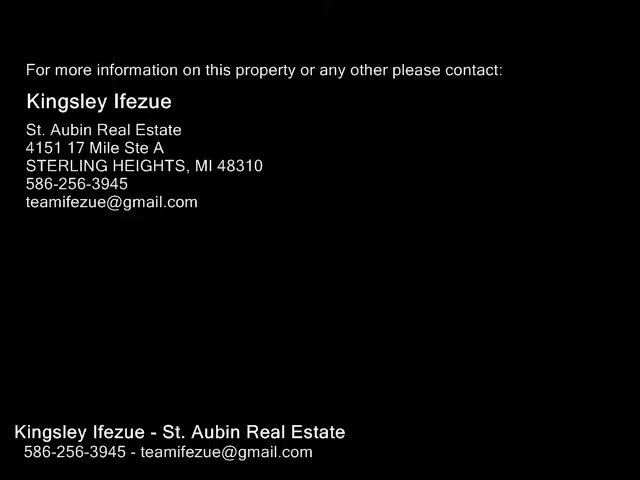 For more information on this property or any other please contact:
Kingsley Ifezue
St. Aubin Real Estate
4151 17 Mile Ste A
STERLING HEIGHTS, MI 48310
586-256-3945
teamifezue@gmail.com
Kingsley Ifezue - St. Aubin Real Estate
586-256-3945 - teamifezue@gmail.com